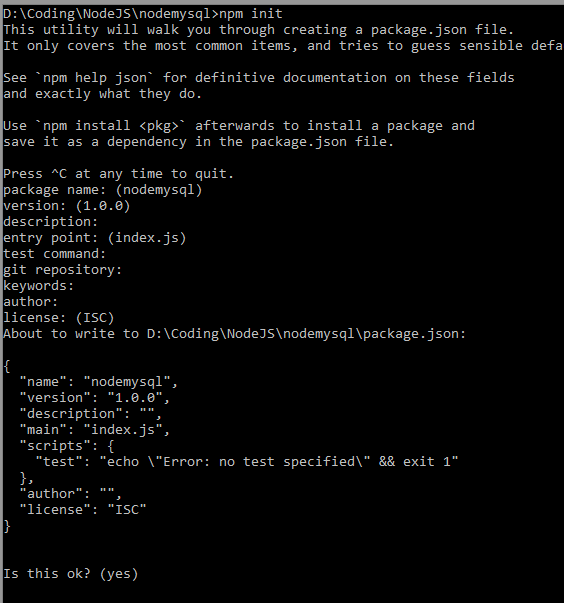 D:\Coding\NodeJS\nodemysql>npm init
This utility will walk you through creating a package.json file.
It only covers the most common items, and tries to guess sensible defa
See `npm help json` for definitive documentation on these fields
and exactly what they do.
Use `npm install <pkg>` afterwards to install a package and
save it as a dependency in the package.json file.
Press ^C at any time to quit.
package name: (nodemysql)
version: (1.0.0)
description:
entry point: (index.js)
test command:
git repository:
keywords:
author:
license: (ISC)
About to write to D:\Coding\NodeJS\nodemysql\package.json:
{
  "name": "nodemysql",
  "version": "1.0.0",
  "description": "",
  "main": "index.js",
  "scripts": {
    "test": "echo \"Error: no test specified\" && exit 1"
  },
  "author": "",
  "license": "ISC"
}
Is this ok? (yes)